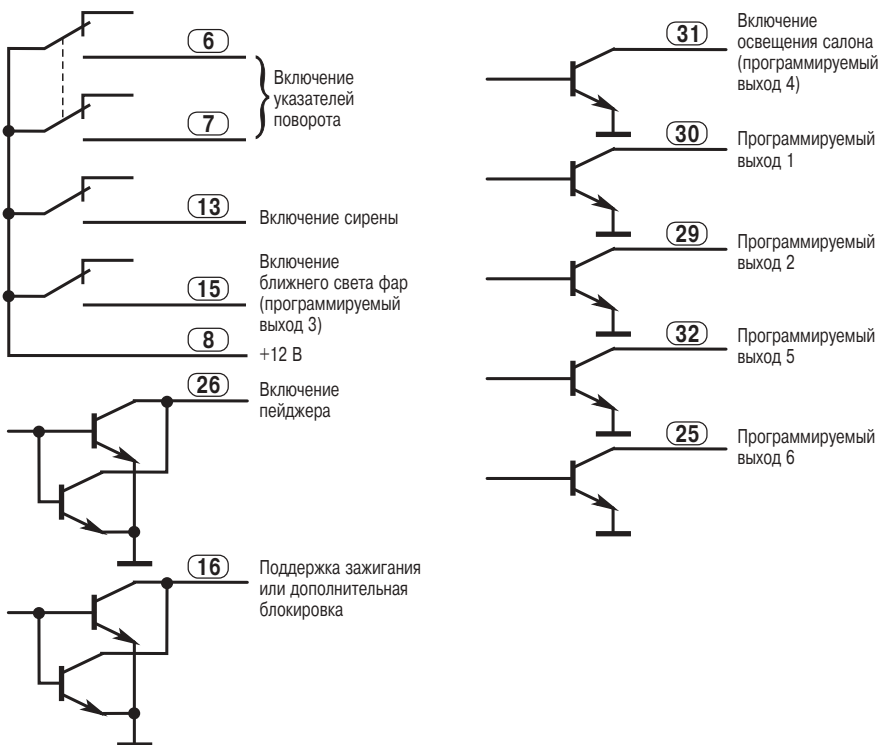 6
Включение
указателей
поворота
7
13
Включение сирены
Включение
ближнего света фар
15
(программируемый
выход 3)
8
+12 В
26
Включение
пейджера
16
Поддержка зажигания
или дополнительная
блокировка
Включение
31
освещения салона
(программируемый
выход 4)
30
Программируемый
выход 1
29
Программируемый
выход 2
32
Программируемый
выход 5
25
Программируемый
выход 6